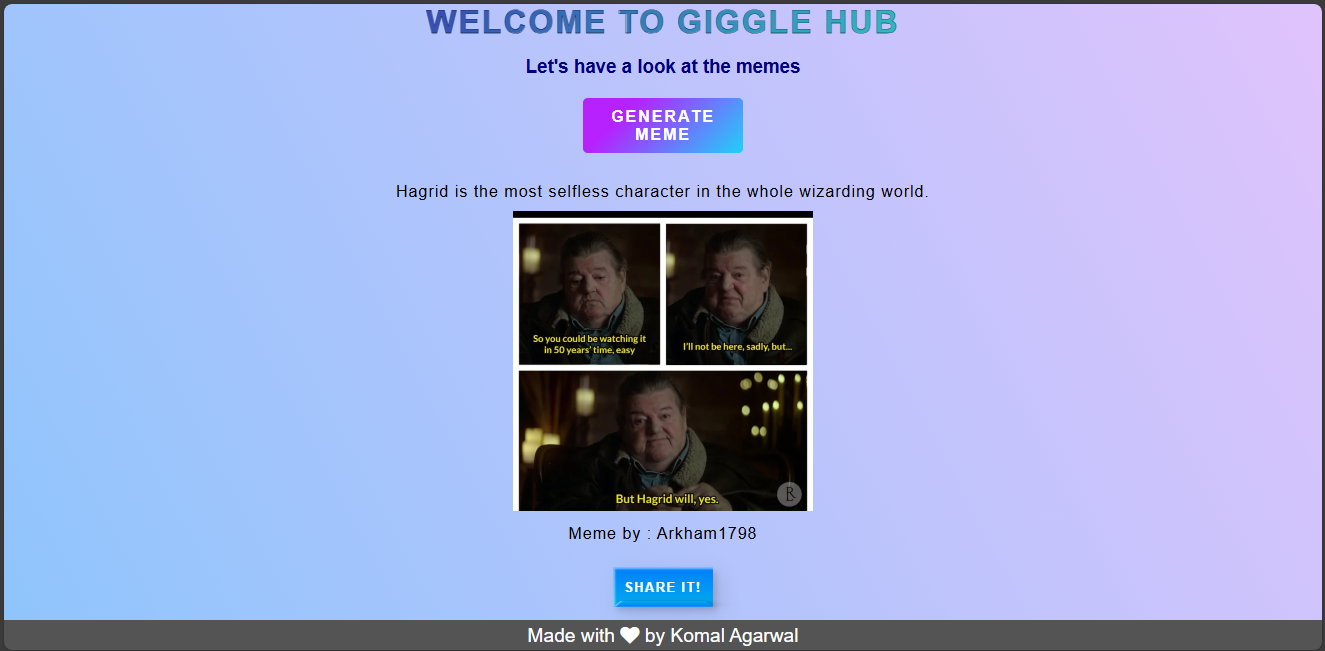 WELCOME TO GIGGLE HUB
Let's have a look at the memes
GENERATE
MEME
Hagrid is the most selfless character in the whole wizarding world.
So you could be watching it
in 50 years' time, easy
I'll not be here, sadly, but...
But Hagrid will, yes.
R
Meme by : Arkham1798
SHARE IT!
Made with ❤ by Komal Agarwal